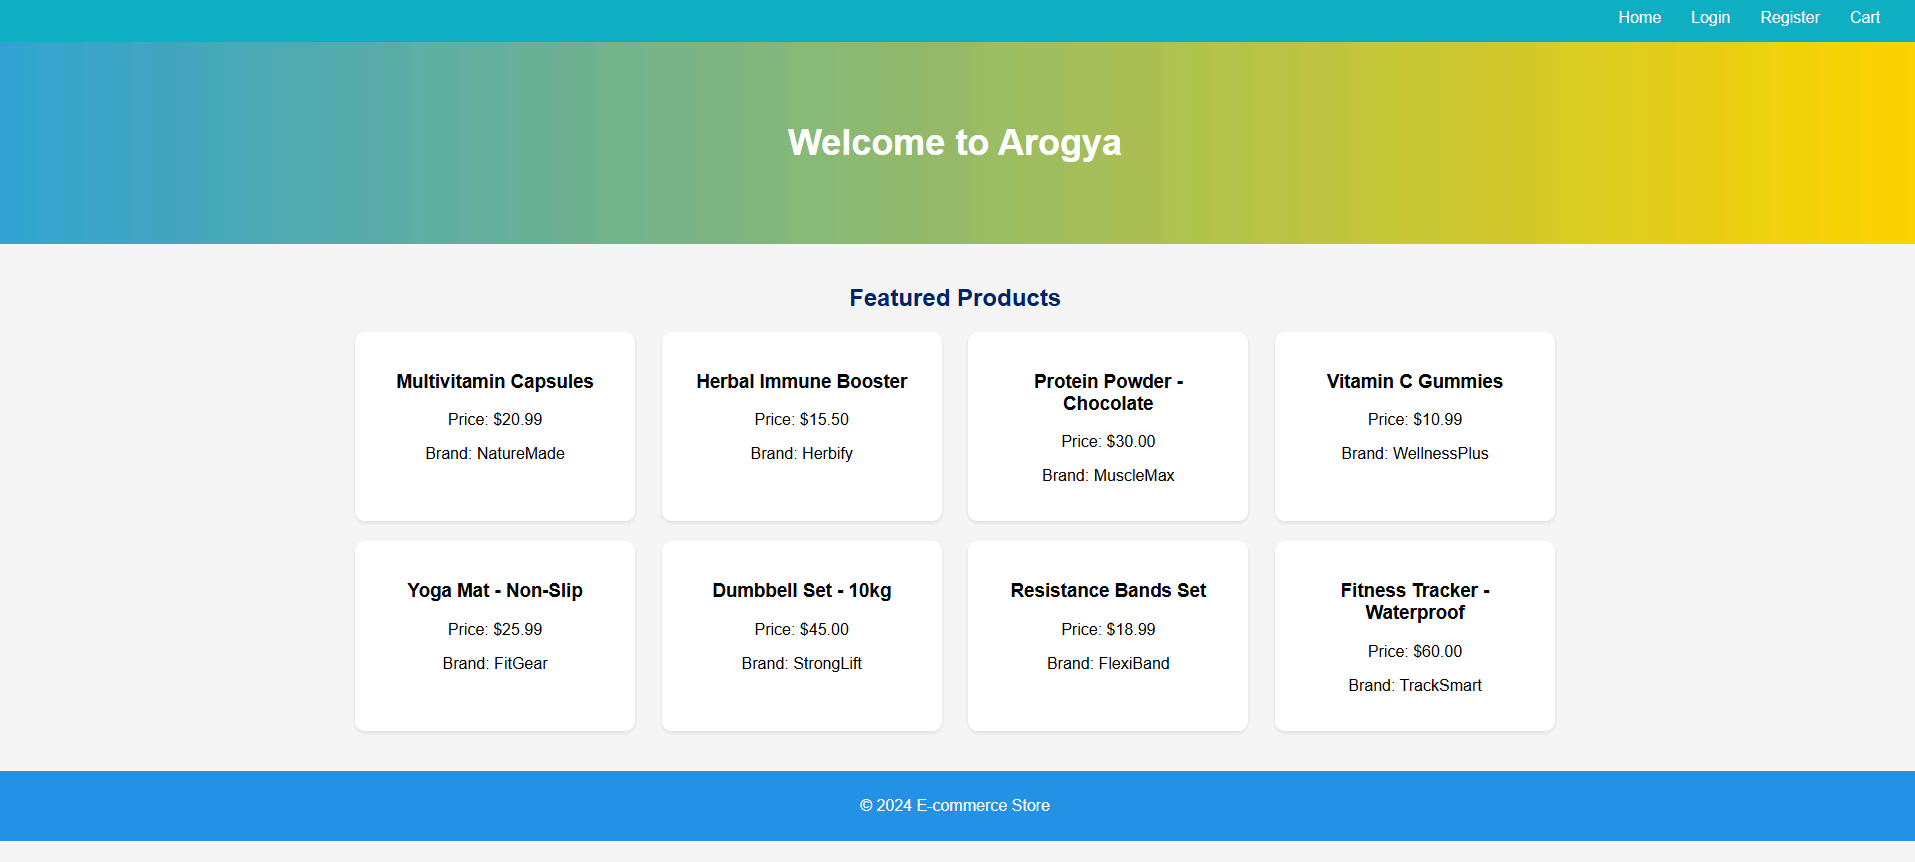 Home Login Register Cart
Welcome to Arogya
Featured Products
Multivitamin Capsules
Price: $20.99
Brand: NatureMade
Herbal Immune Booster
Price: $15.50
Brand: Herbify
Protein Powder -
Chocolate
Price: $30.00
Brand: MuscleMax
Vitamin C Gummies
Price: $10.99
Brand: WellnessPlus
Yoga Mat - Non-Slip
Price: $25.99
Brand: FitGear
Dumbbell Set - 10kg
Price: $45.00
Brand: StrongLift
Resistance Bands Set
Price: $18.99
Brand: FlexiBand
Fitness Tracker -
Waterproof
Price: $60.00
Brand: TrackSmart
© 2024 E-commerce Store